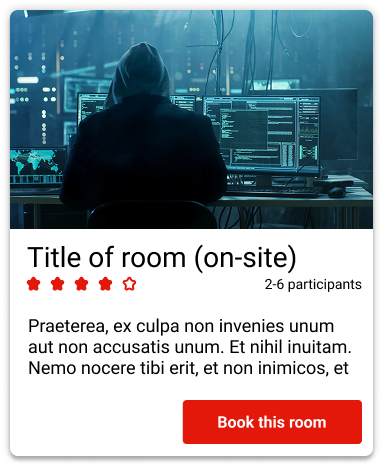 Title of room (on-site)
2-6 participants
Praeterea, ex culpa non invenies unum
aut non accusatis unum. Et nihil inuitam.
Nemo nocere tibi erit, et non inimicos, et
Book this room